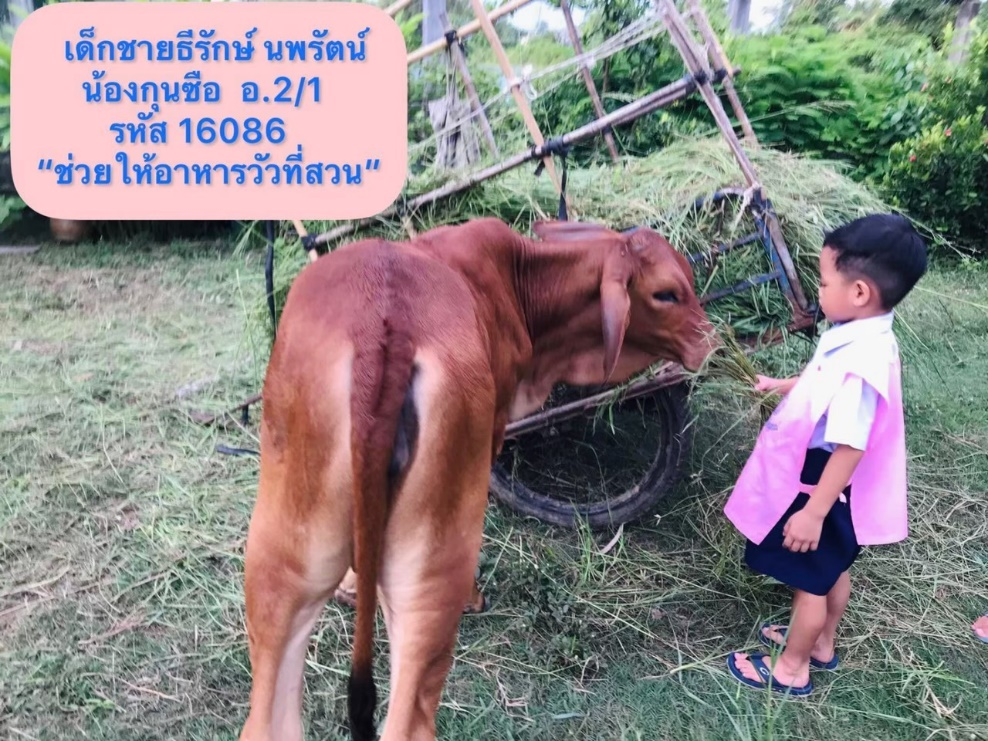 เด็กชายธีรักษ์ นพรัตน์
น้องกุนซือ อ.2/1
รหัส 16086
“ช่วยให้อาหารวัวที่สวน”